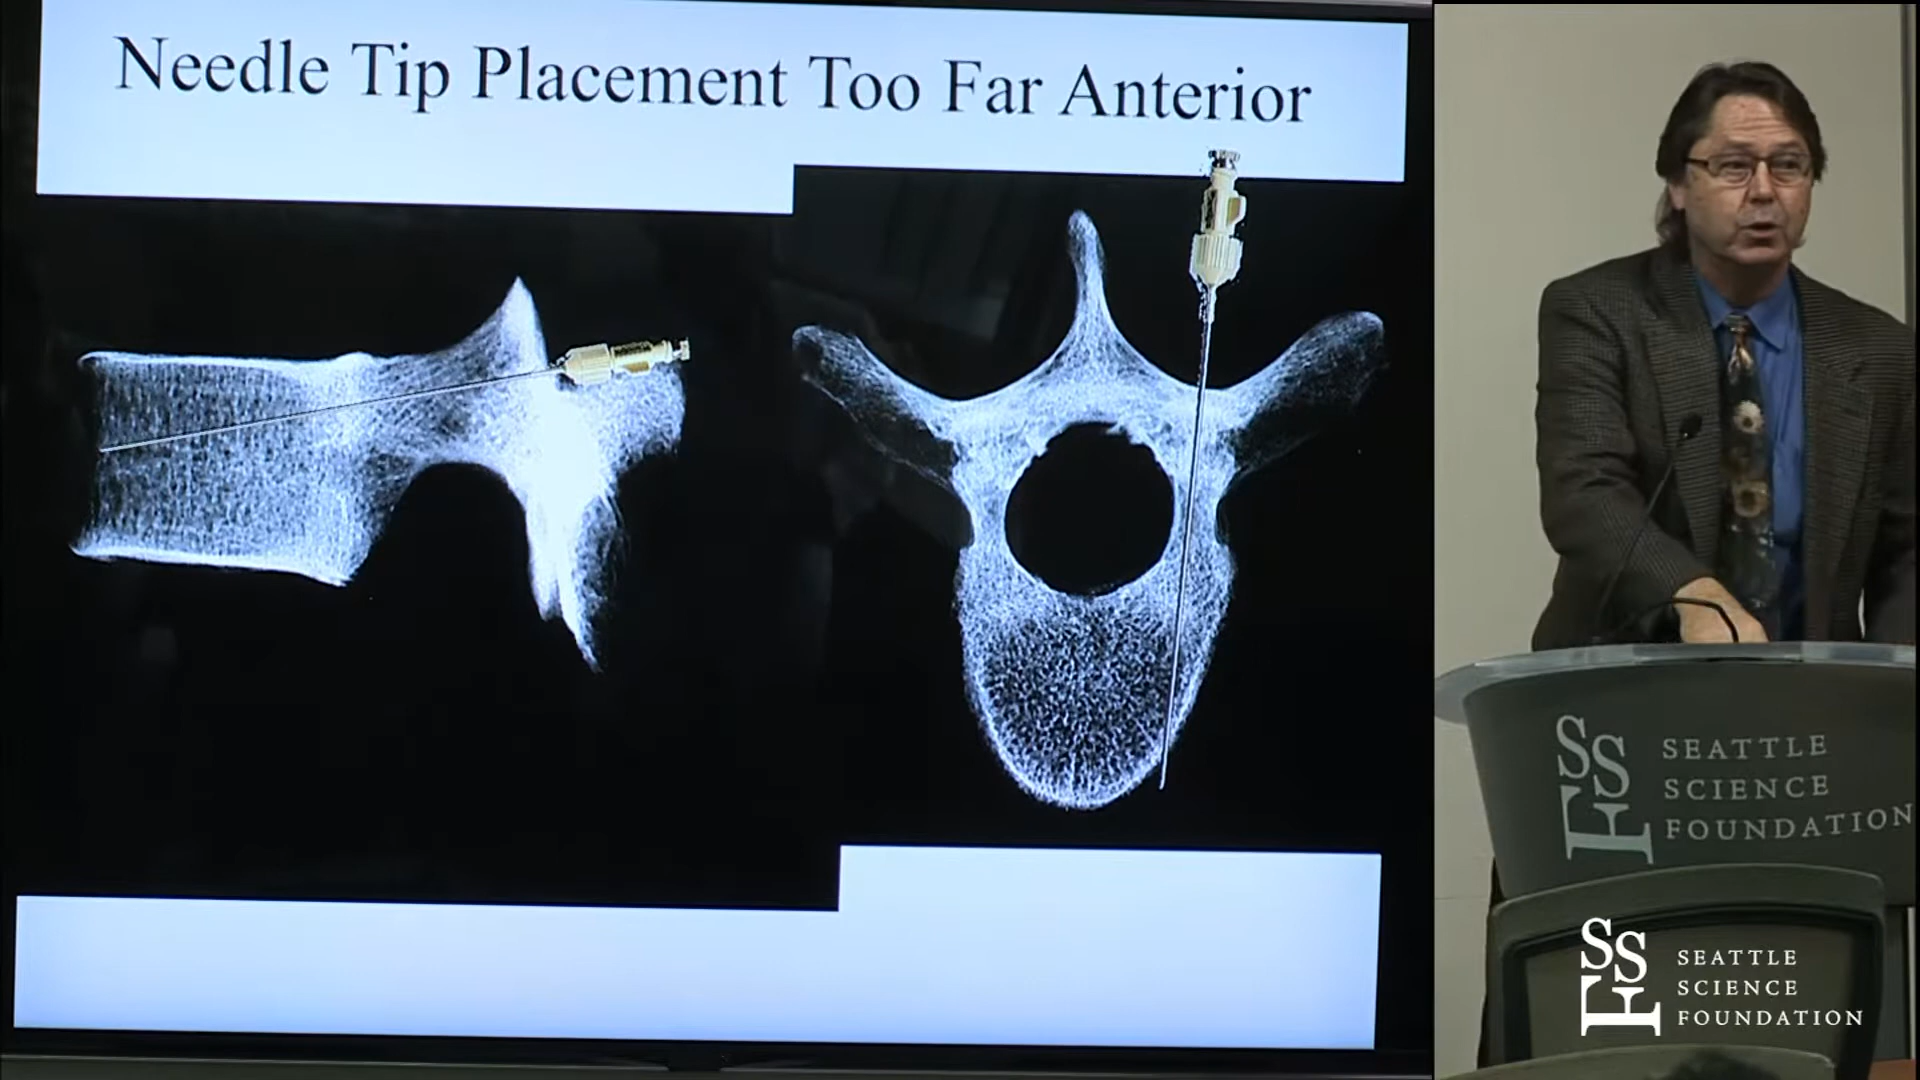 Needle Tip Placement Too Far Anterior
SSF
SEATTLE
SCIENCE
FOUNDATION
SSF
SEATTLE
SCIENCE
FOUNDATION